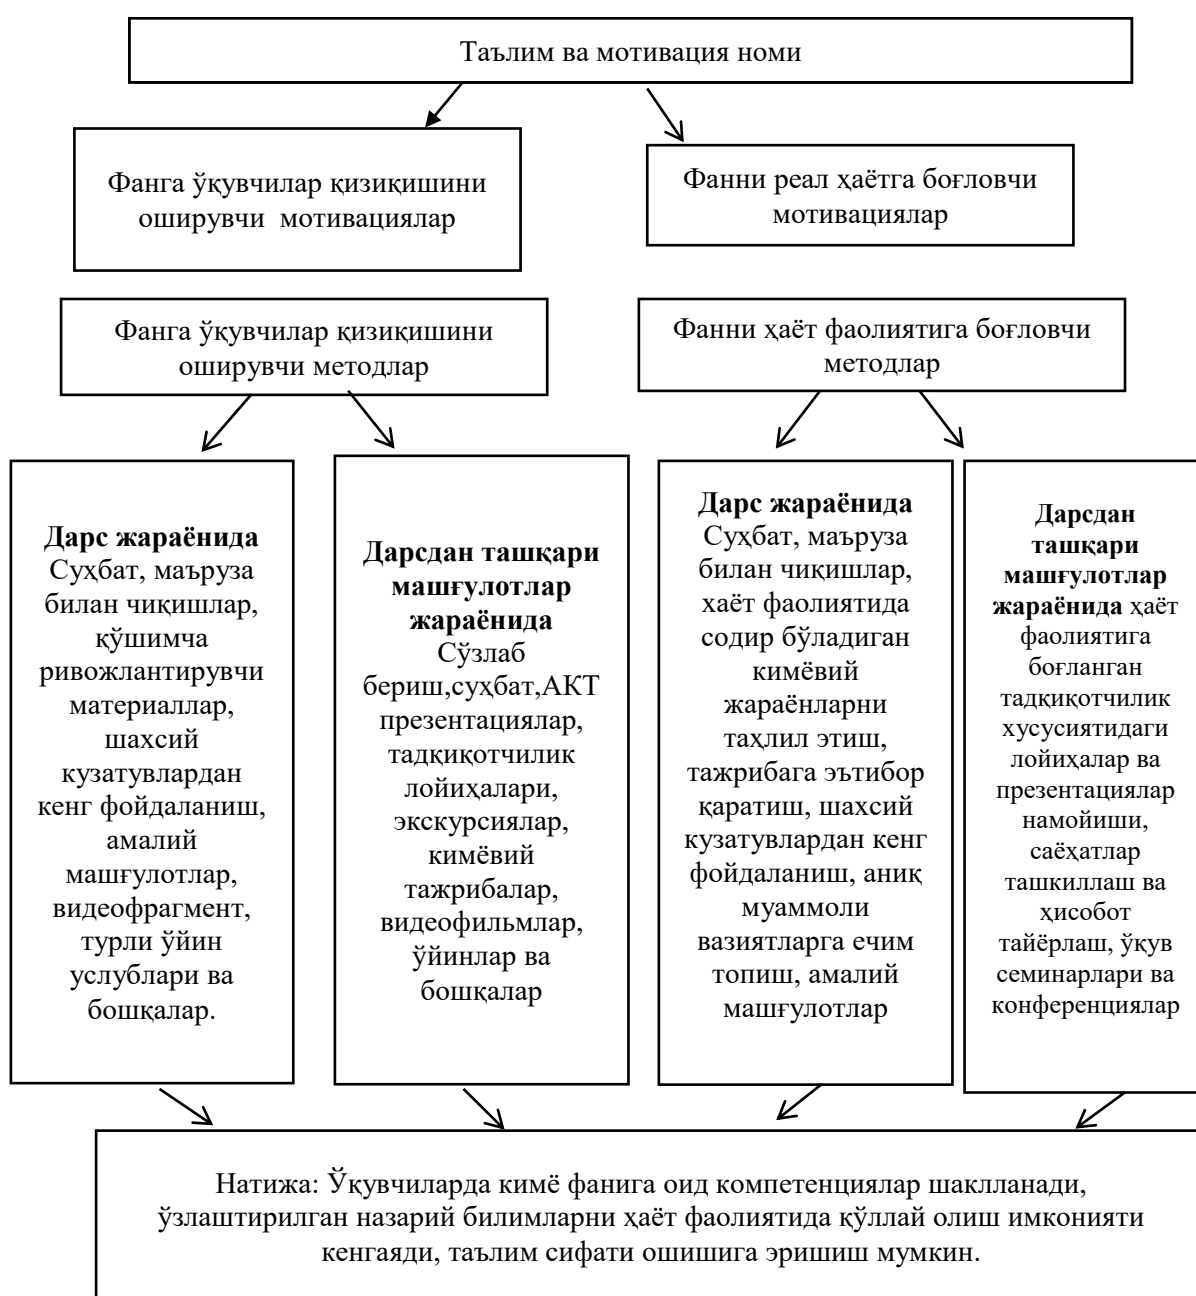 Таълим ва мотивация номи
Фанга ўқувчилар қизиқишини
оширувчи мотивациялар
Фанни реал ҳаётга боғловчи
мотивациялар
Фанга ўқувчилар қизиқишини
оширувчи методлар
Фанни ҳаёт фаолиятига боғловчи
методлар
Дарс жараёнида
Суҳбат, маъруза
билан чиқишлар,
қўшимча
ривожлантирувчи
материаллар,
шахсий
кузатувлардан
кенг фойдаланиш,
амалий
машғулотлар,
видеофрагмент,
турли ўйин
услублари ва
бошқалар.
Дарсдан ташқари
машғулотлар
жараёнида
Сўзлаб
бериш,суҳбат,АКТ
презентациялар,
тадқиқотчилик
лойиҳалари,
экскурсиялар,
кимёвий
тажрибалар,
видеофильмлар,
ўйинлар ва
бошқалар
Дарс жараёнида
Суҳбат, маъруза
билан чиқишлар,
хаёт фаолиятида
содир бўладиган
кимёвий
жараёнларни
таҳлил этиш,
тажрибага эътибор
қаратиш, шахсий
кузатувлардан кенг
фойдаланиш, аниқ
муаммоли
вазиятларга ечим
топиш, амалий
машғулотлар
Дарсдан
ташқари
машғулотлар
жараёнида ҳаёт
фаолиятига
боғланган
тадқиқотчилик
хусусиятидаги
лойиҳалар ва
презентациялар
намойиши,
саёҳатлар
ташкиллаш ва
ҳисобот
тайёрлаш, ўқув
семинарлари ва
конференциялар
Натижа: Ўқувчиларда кимё фанига оид компетенциялар шаклланади,
ўзлаштирилган назарий билимларни ҳаёт фаолиятида қўллай олиш имконияти
кенгаяди, таълим сифати ошишига эришиш мумкин.